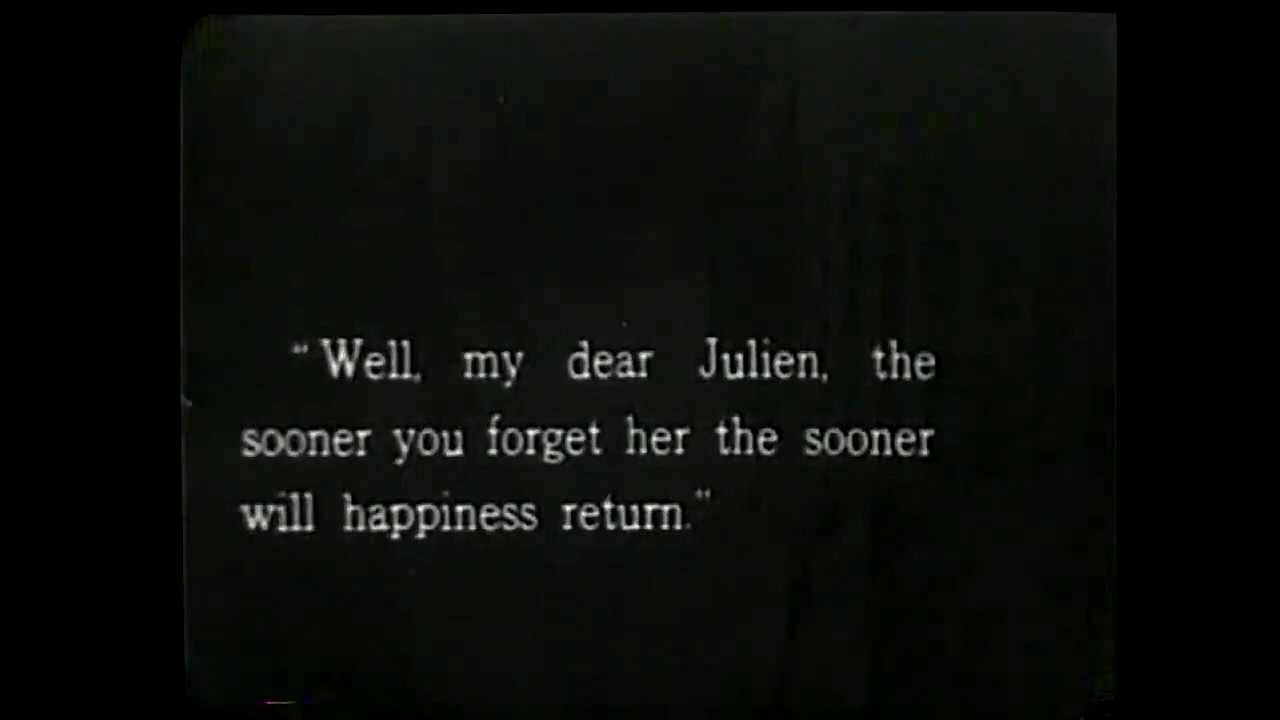 “Well, my dear Julien, the
sooner you forget her the sooner
will happiness return.”